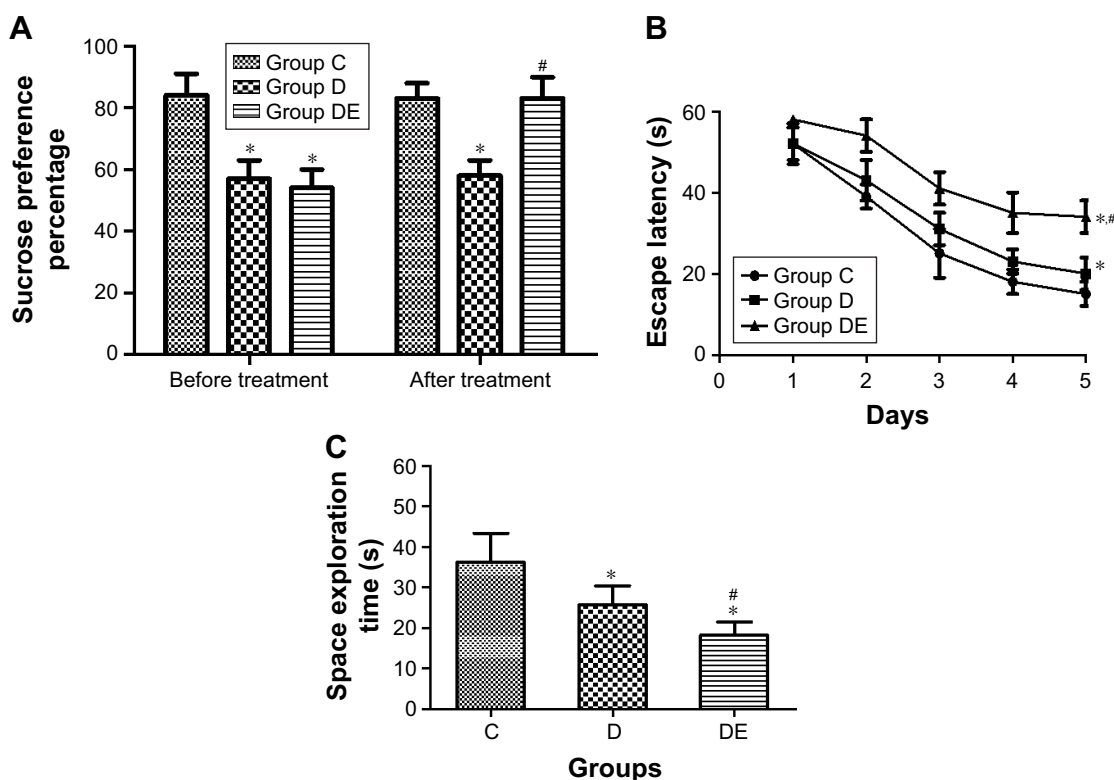 A
Sucrose preference
percentage
100
80
60
40
20
0
Group C
Group D
Group DE
*
*
*
#
Before treatment
After treatment
B
Escape latency (s)
60
40
20
0
Group C
Group D
Group DE
*,#
*
0
1
2
3
4
5
Days
C
Space exploration
time (s)
60
50
40
30
20
10
0
*
#
*
C
D
DE
Groups